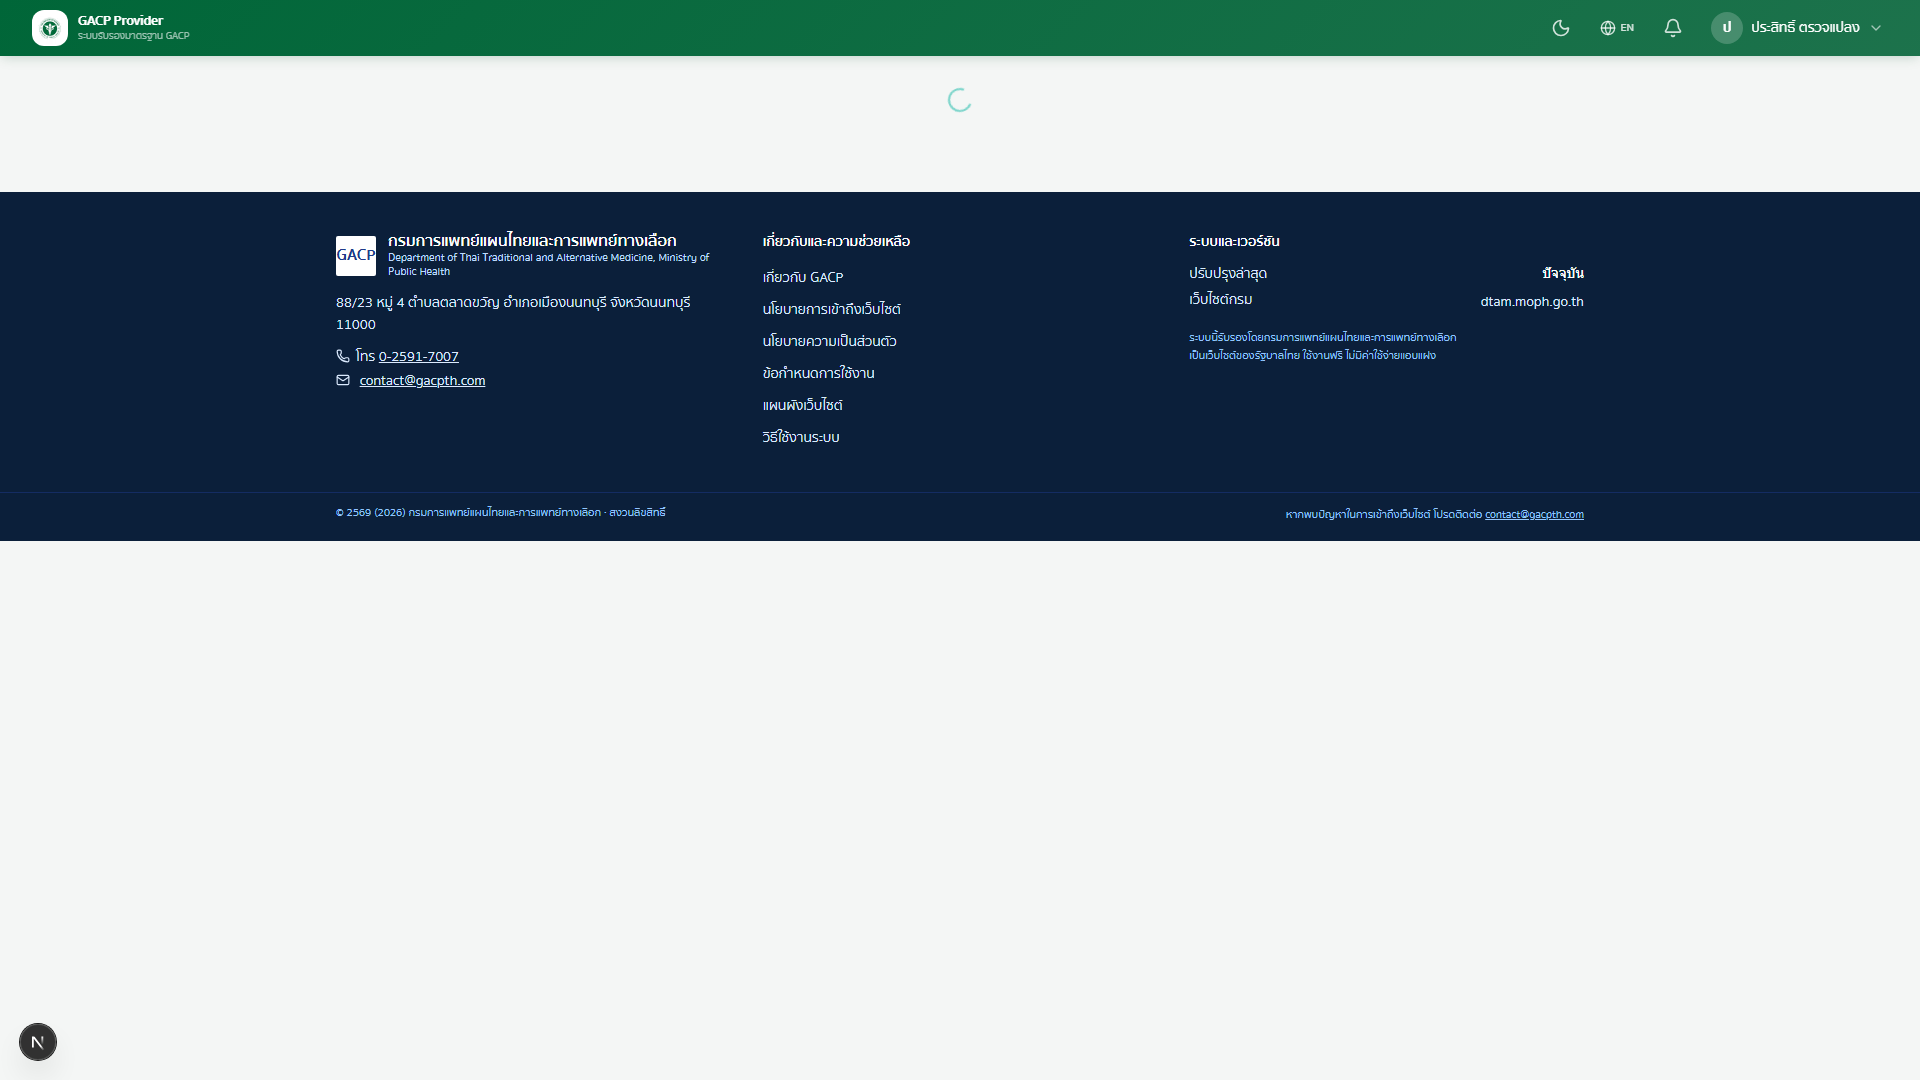 GACP Provider
ระบบรับรองมาตรฐาน GACP
EN
ป
ประสิทธิ์ ตรวจแปลง
GACP
กรมการแพทย์แผนไทยและการแพทย์ทางเลือก
Department of Thai Traditional and Alternative Medicine, Ministry of
Public Health
88/23 หมู่ 4 ตำบลตลาดขวัญ อำเภอเมืองนนทบุรี จังหวัดนนทบุรี
11000
โทร 0-2591-7007
contact@gacpth.com
เกี่ยวกับและความช่วยเหลือ
เกี่ยวกับ GACP
นโยบายการเข้าถึงเว็บไซต์
นโยบายความเป็นส่วนตัว
ข้อกำหนดการใช้งาน
แผนผังเว็บไซต์
วิธีใช้งานระบบ
ระบบและเวอร์ชัน
ปรับปรุงล่าสุด ปัจจุบัน
เว็บไซต์กรม dtam.moph.go.th
ระบบนี้รับรองโดยกรมการแพทย์แผนไทยและการแพทย์ทางเลือก
เป็นเว็บไซต์ของรัฐบาลไทย ใช้งานฟรี ไม่มีค่าใช้จ่ายแอบแฝง
© 2569 (2026) กรมการแพทย์แผนไทยและการแพทย์ทางเลือก · สงวนลิขสิทธิ์
หากพบปัญหาในการเข้าถึงเว็บไซต์ โปรดติดต่อ contact@gacpth.com
N